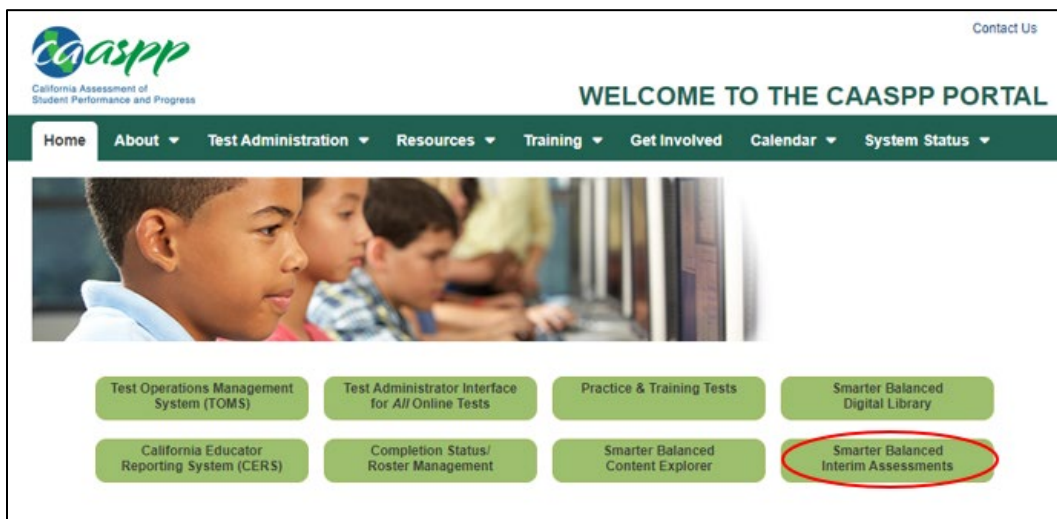 Contact Us
caaspp
California Assessment of
Student Performance and Progress
WELCOME TO THE CAASPP PORTAL
Home About Test Administration Resources Training Get Involved Calendar System Status
Test Operations Management
System (TOMS)
Test Administrator Interface
for All Online Tests
Practice & Training Tests
Smarter Balanced
Digital Library
California Educator
Reporting System (CERS)
Completion Status/
Roster Management
Smarter Balanced
Content Explorer
Smarter Balanced
Interim Assessments